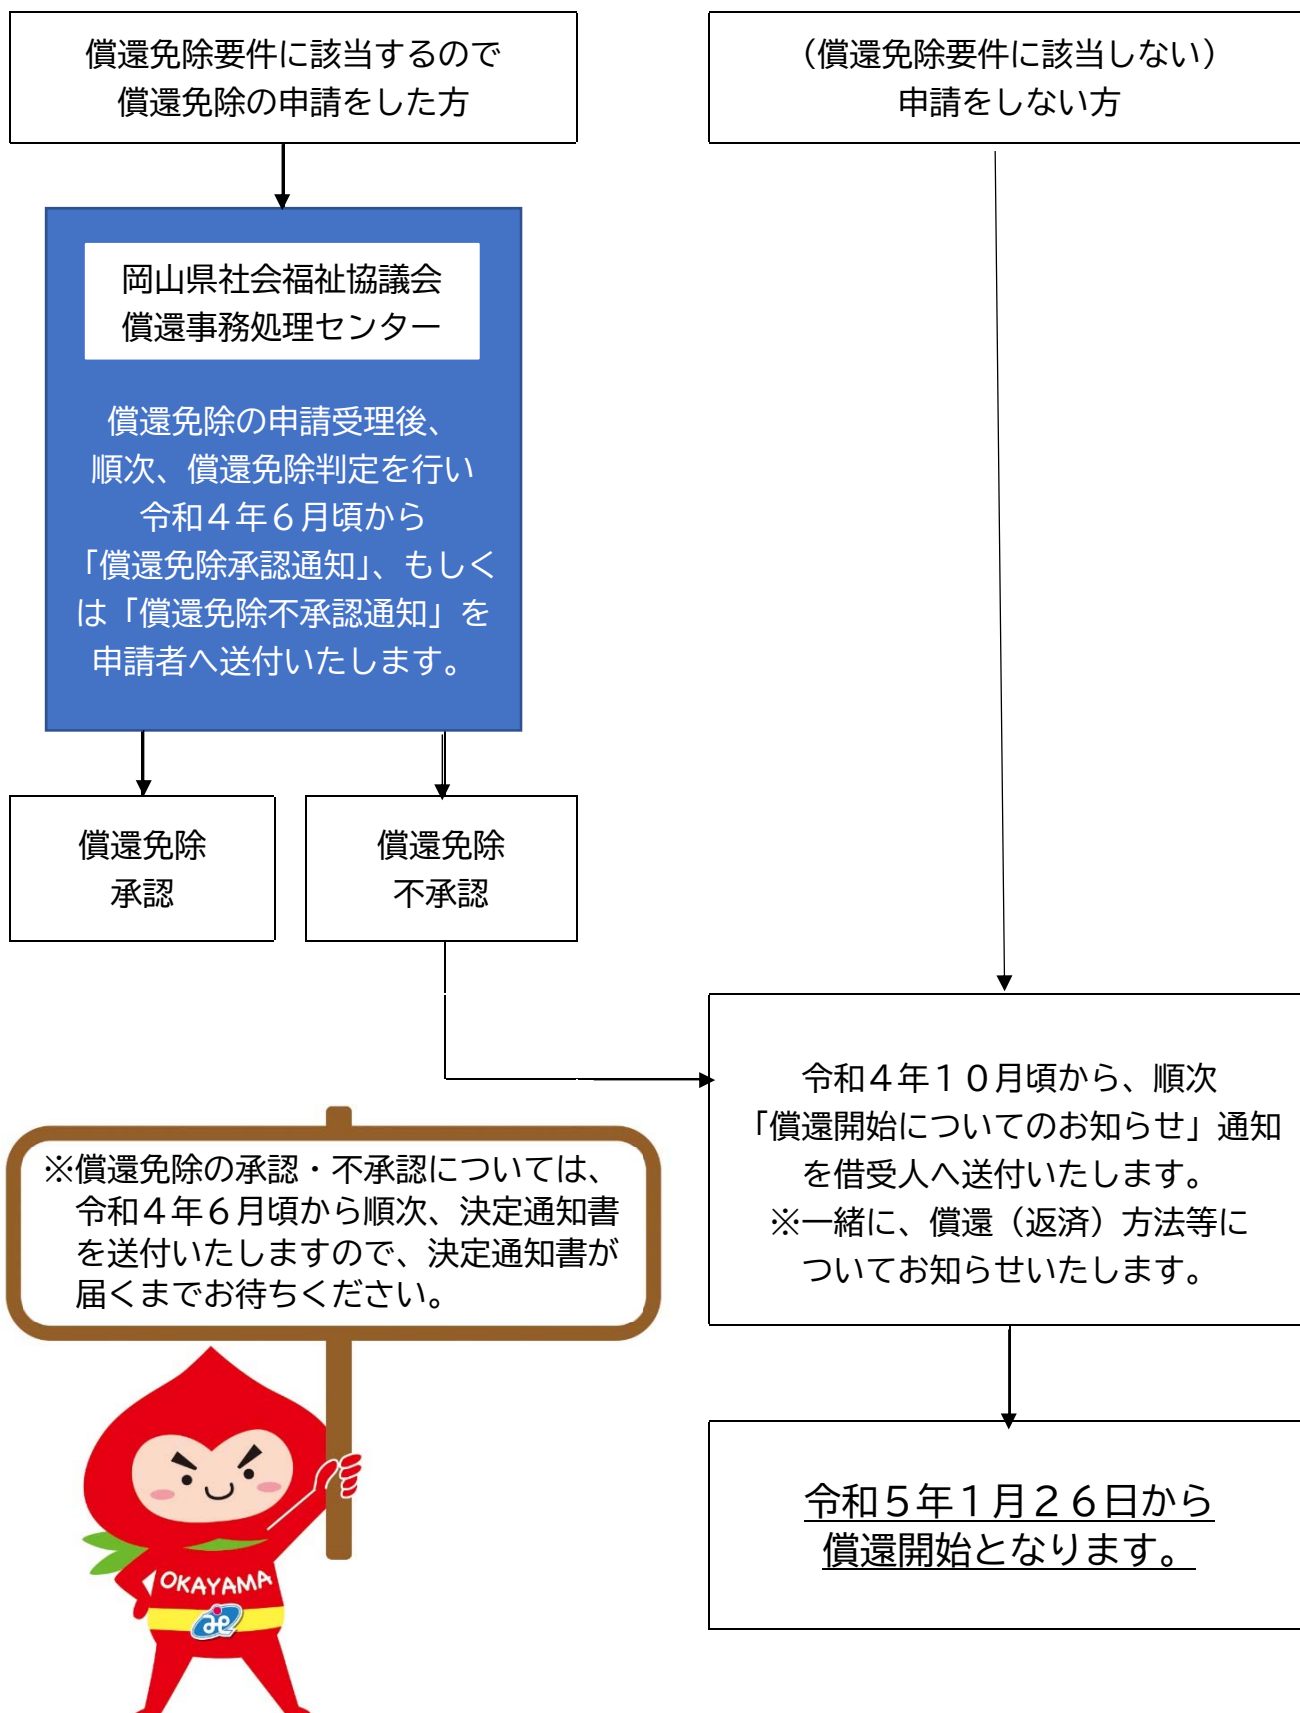 償還免除要件に該当するので
償還免除の申請をした方
（償還免除要件に該当しない）
申請をしない方
岡山県社会福祉協議会
償還事務処理センター
償還免除の申請受理後、
順次、償還免除判定を行い
令和４年６月頃から
「償還免除承認通知」、もしく
は「償還免除不承認通知」を
申請者へ送付いたします。
償還免除
承認
償還免除
不承認
令和４年１０月頃から、順次
「償還開始についてのお知らせ」通知
を借受人へ送付いたします。
※一緒に、償還（返済）方法等に
ついてお知らせいたします。
※償還免除の承認・不承認については、
令和４年６月頃から順次、決定通知書
を送付いたしますので、決定通知書が
届くまでお待ちください。
令和５年１月２６日から
償還開始となります。
OKAYAMA